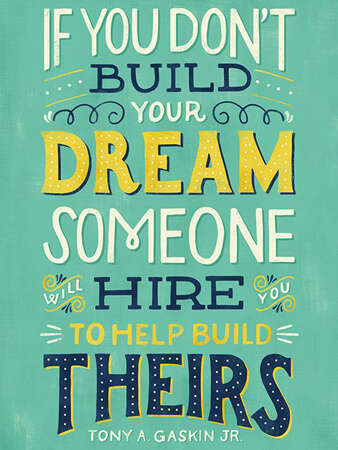 IF YOU DON'T
BUILD
YOUR
DREAM
SOMEONE
WILL HIRE YOU
TO HELP BUILD
THEIRS
TONY A. GASKIN JR.